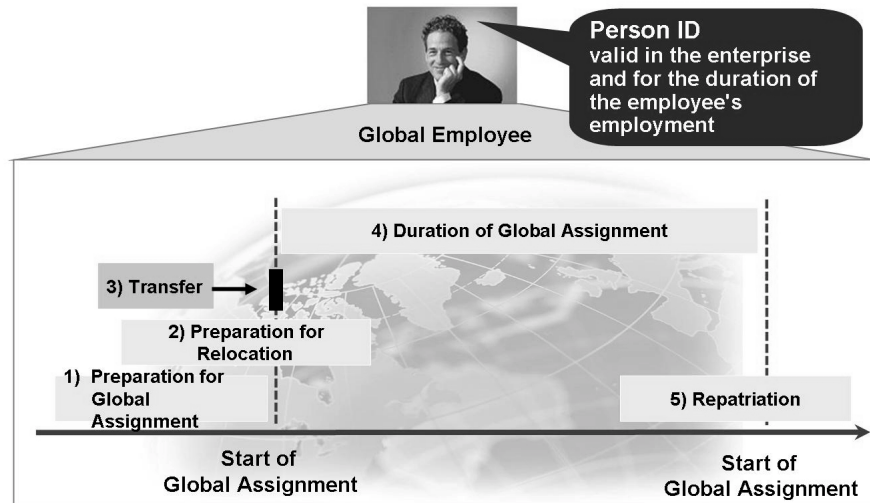 Person ID
valid in the enterprise
and for the duration of
the employee's
employment
Global Employee
4) Duration of Global Assignment
3) Transfer
2) Preparation for
Relocation
1) Preparation for
Global
Assignment
5) Repatriation
Start of
Global Assignment
Start of
Global Assignment